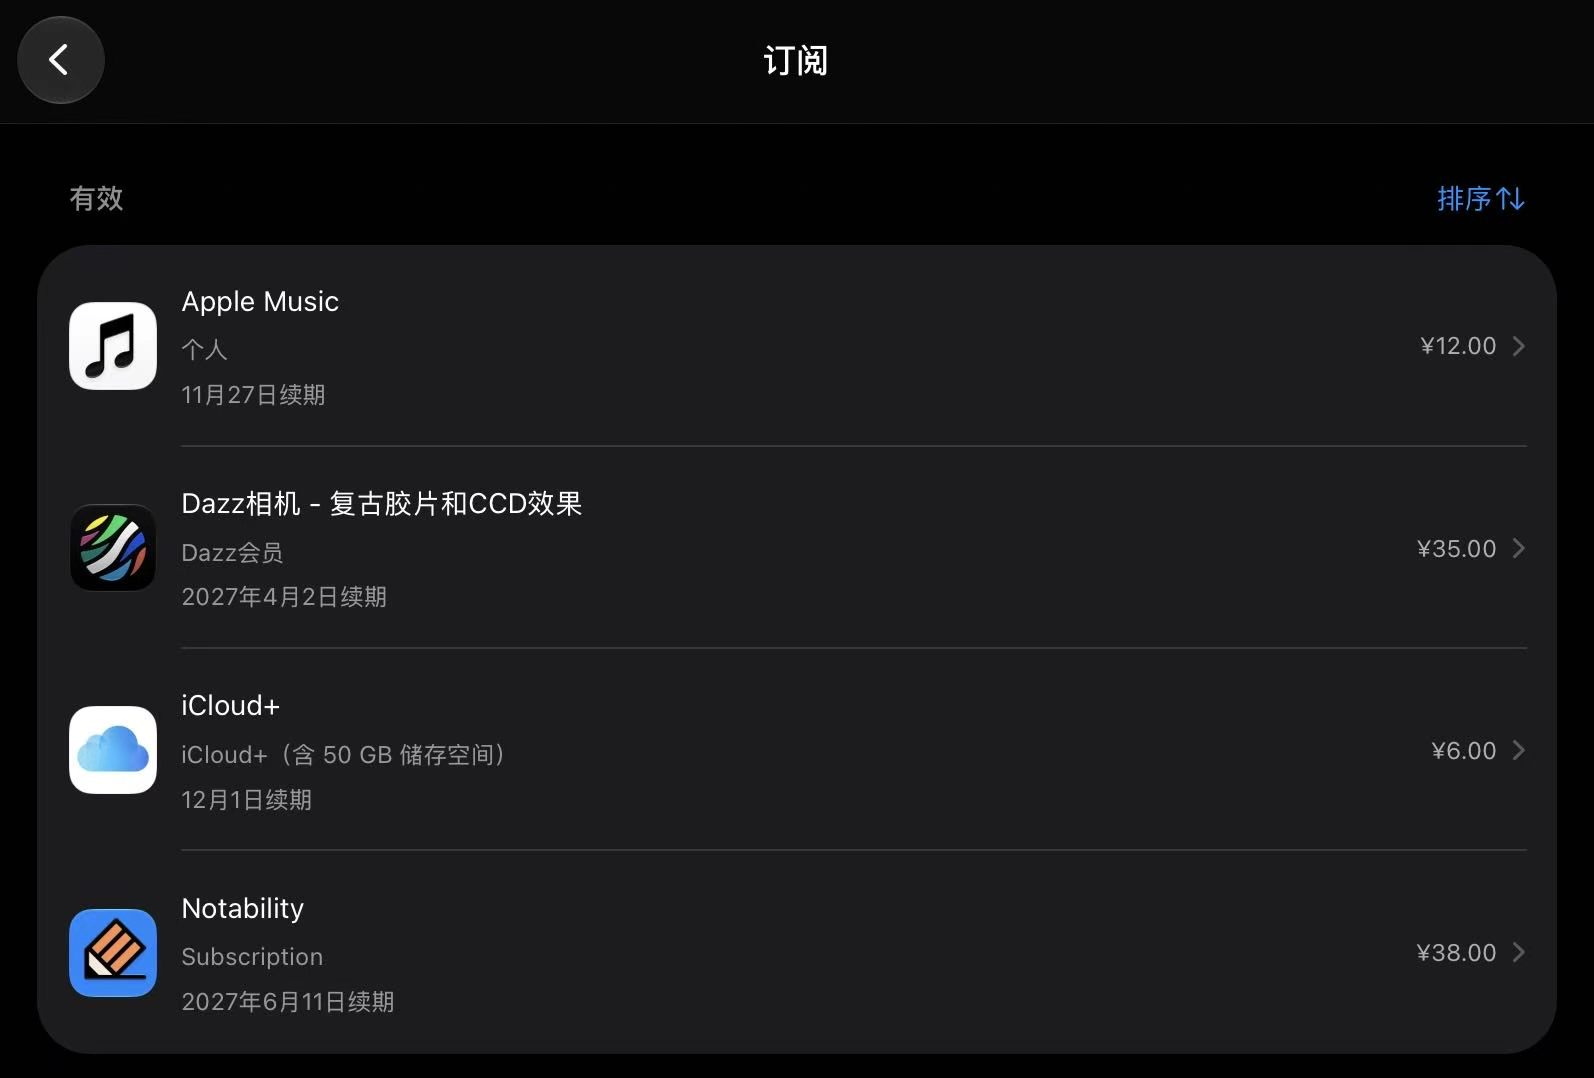 订阅
有效
排序↑↓
Apple Music
个人
11月27日续期
¥12.00
Dazz相机 - 复古胶片和CCD效果
Dazz会员
2027年4月2日续期
¥35.00
iCloud+
iCloud+（含 50 GB 储存空间）
12月1日续期
¥6.00
Notability
Subscription
2027年6月11日续期
¥38.00